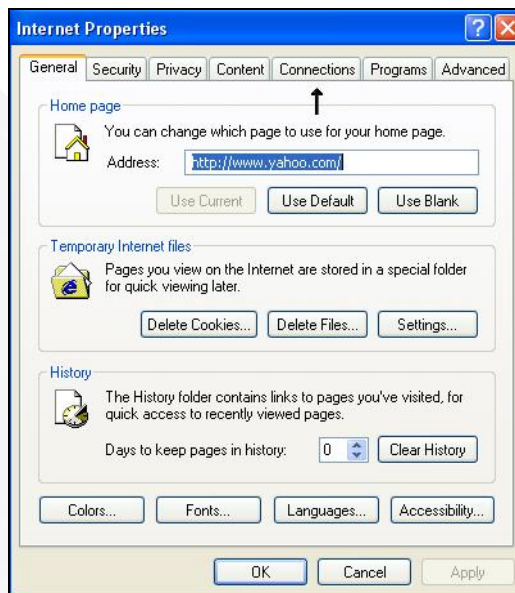 Internet Properties
General Security Privacy Content Connections Programs Advanced
Home page
You can change which page to use for your home page.
Address: http://www.yahoo.com/
Use Current Use Default Use Blank
Temporary Internet files
Pages you view on the Internet are stored in a special folder
for quick viewing later.
Delete Cookies... Delete Files... Settings...
History
The History folder contains links to pages you've visited, for
quick access to recently viewed pages.
Days to keep pages in history: 0 Clear History
Colors... Fonts... Languages... Accessibility...
OK Cancel Apply